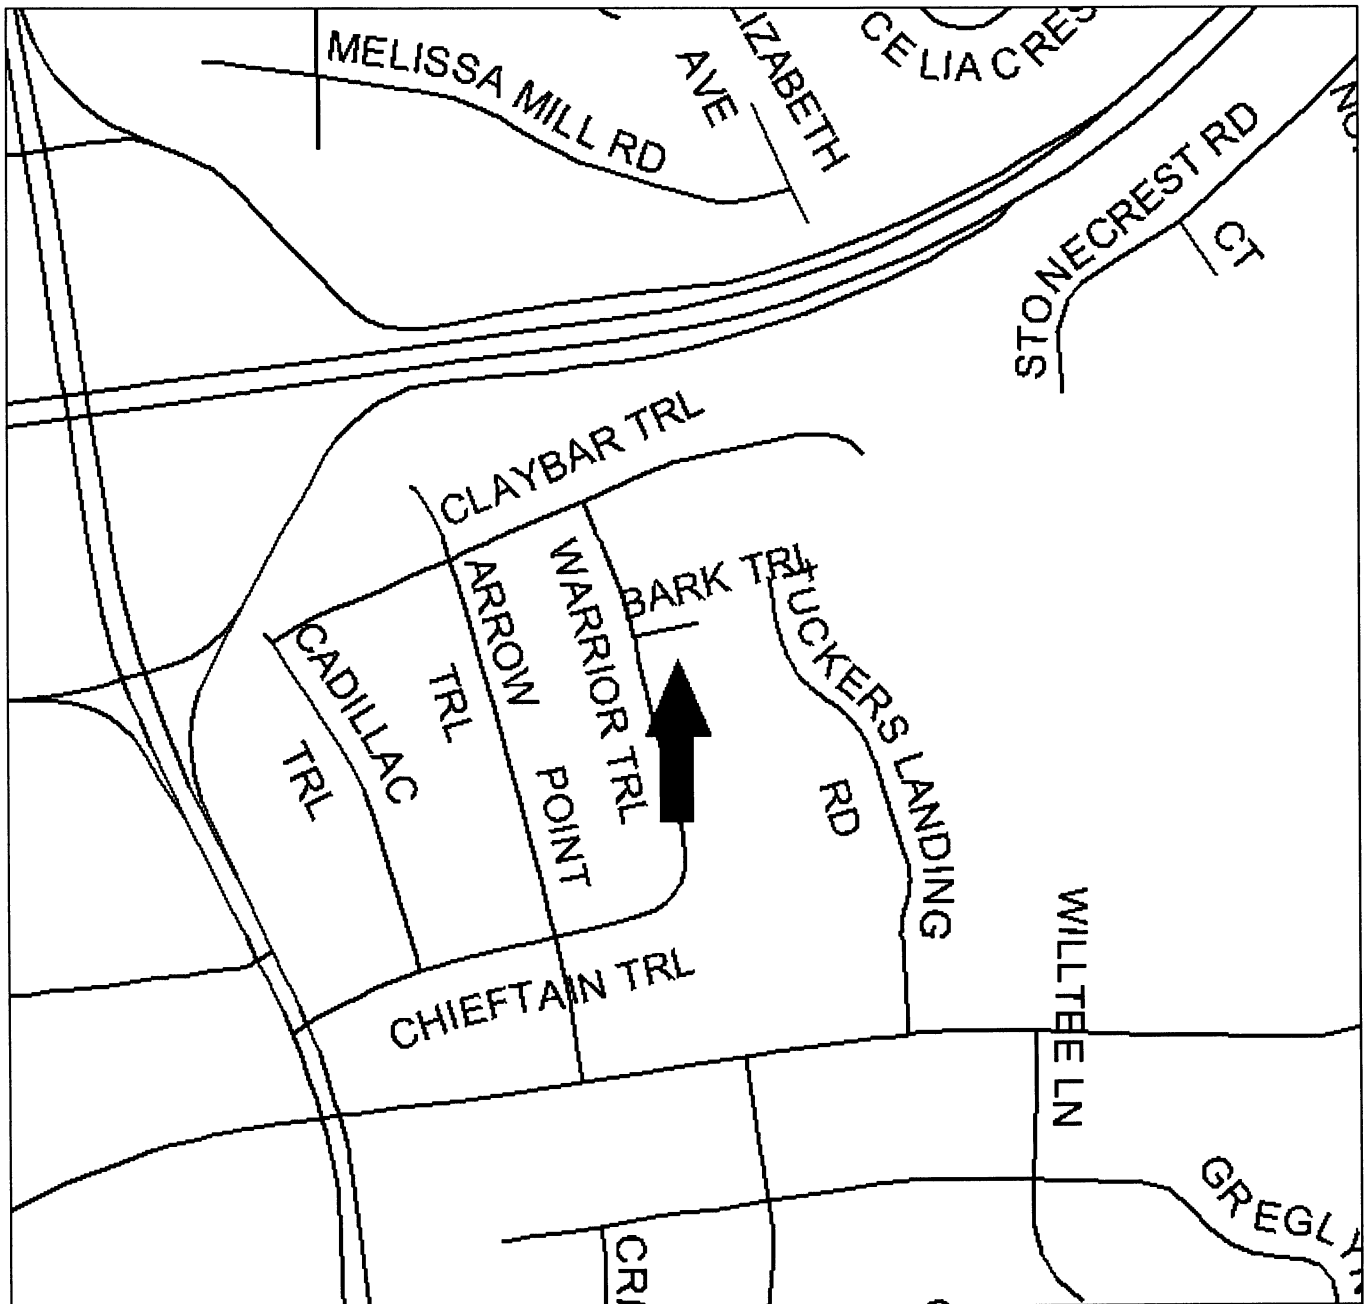 MELISSA MILL RD
AVE
LIZABETH
CELIA CRES
STONECREST RD
CT
CLAYBAR TRL
BARK TRL
WARRIOR TRL
ARROW
POINT
TRL
CADILLAC
TRL
TUCKERS LANDING
RD
CHIEFTAIN TRL
WILLTEE LN